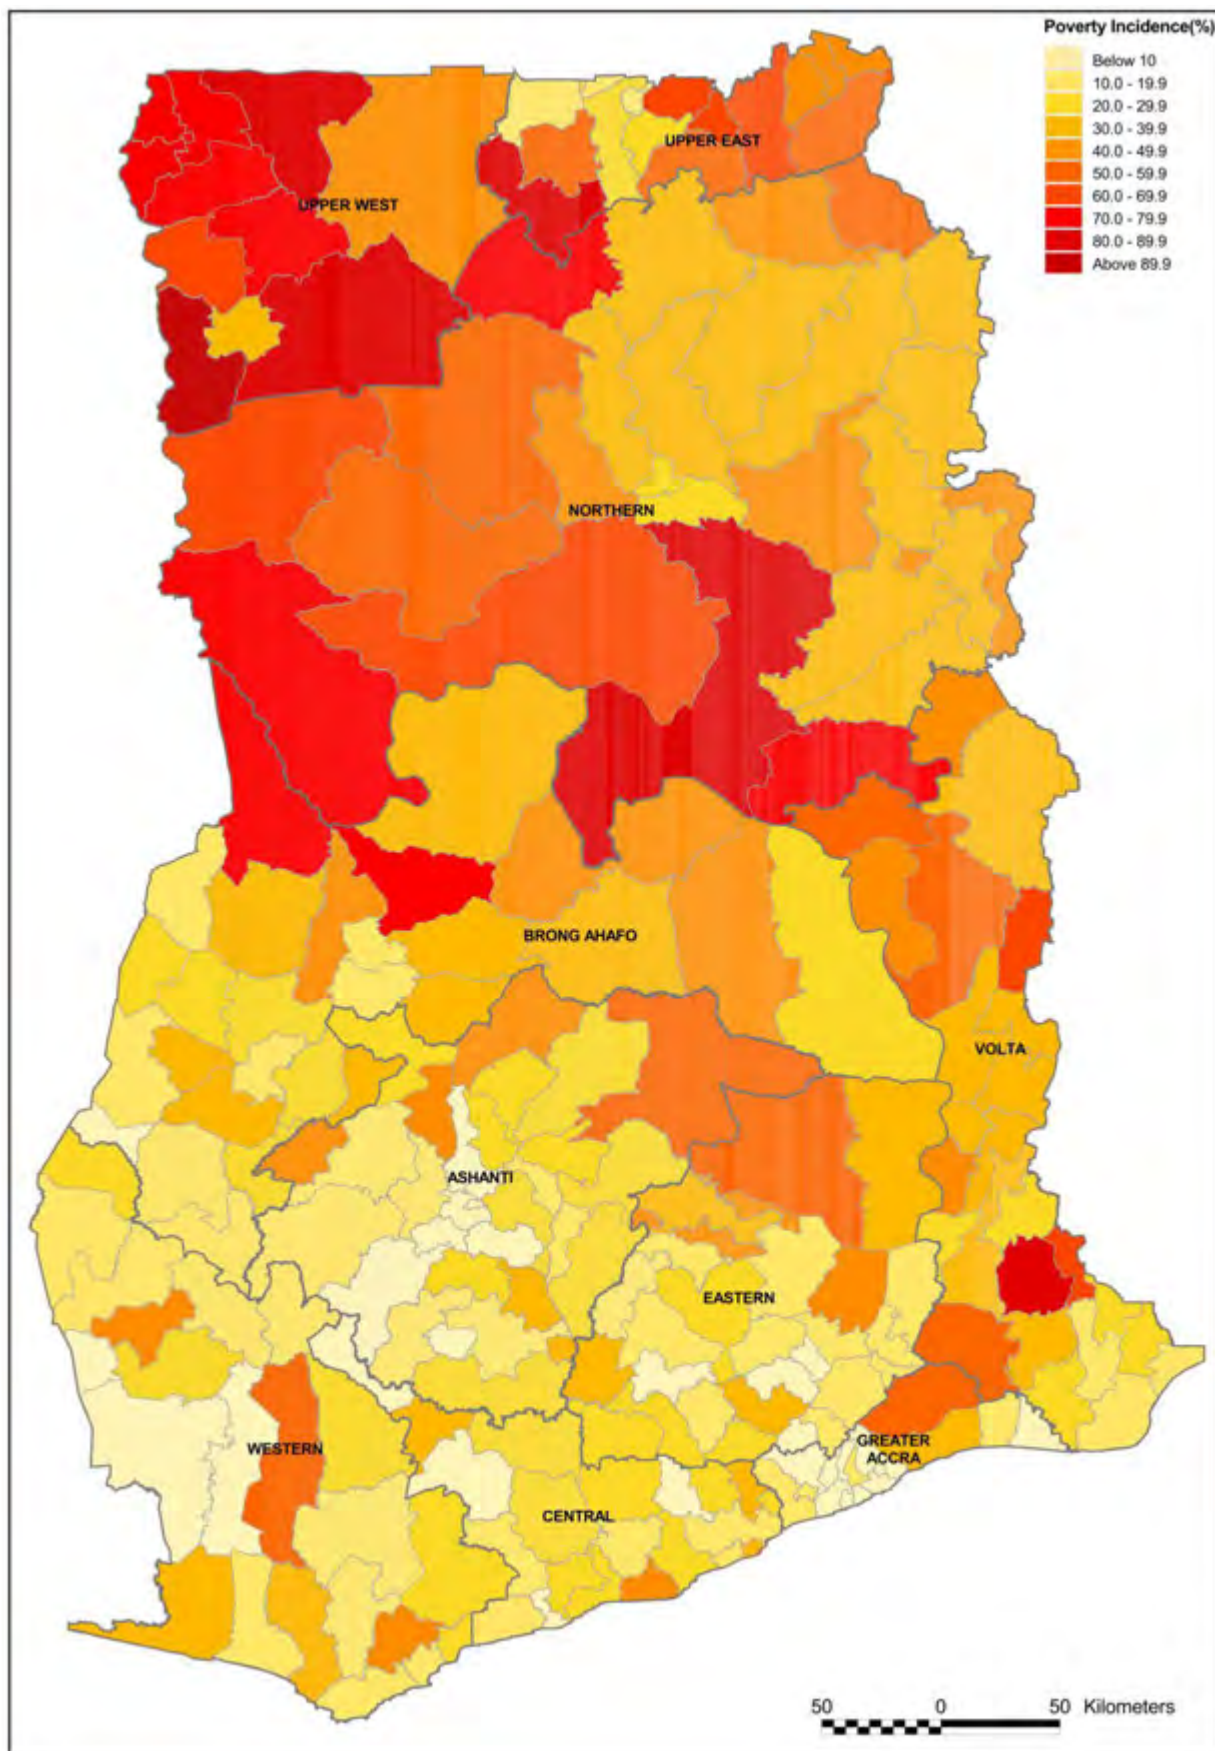 Poverty Incidence(%)
Below 10
10.0 - 19.9
20.0 - 29.9
30.0 - 39.9
40.0 - 49.9
50.0 - 59.9
60.0 - 69.9
70.0 - 79.9
80.0 - 89.9
Above 89.9
UPPER EAST
UPPER WEST
NORTHERN
BRONG AHAFO
VOLTA
ASHANTI
EASTERN
WESTERN
GREATER
ACCRA
CENTRAL
50 0 50 Kilometers